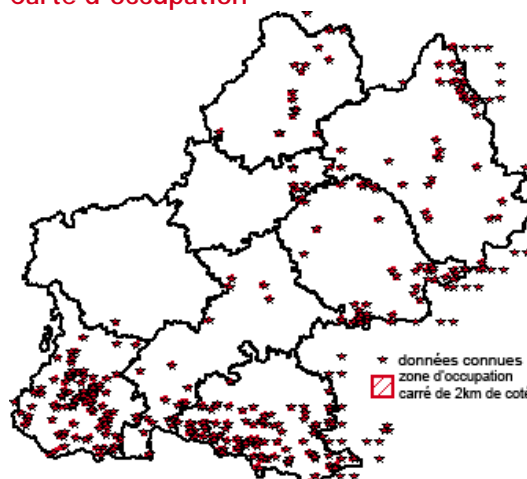 carte d'occupation
données connues
zone d'occupation
carré de 2km de coté